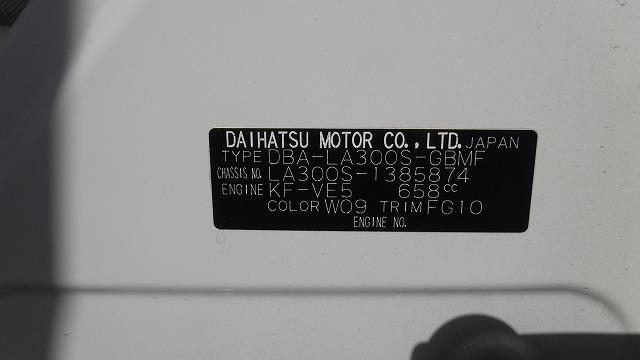 DAIHATSU MOTOR CO., LTD. JAPAN
TYPE DBA-LA300S-GBMF
CHASSIS NO. LA300S-1385874
ENGINE KF-VE5 658cc
COLOR W09 TRIM FG10
ENGINE NO.